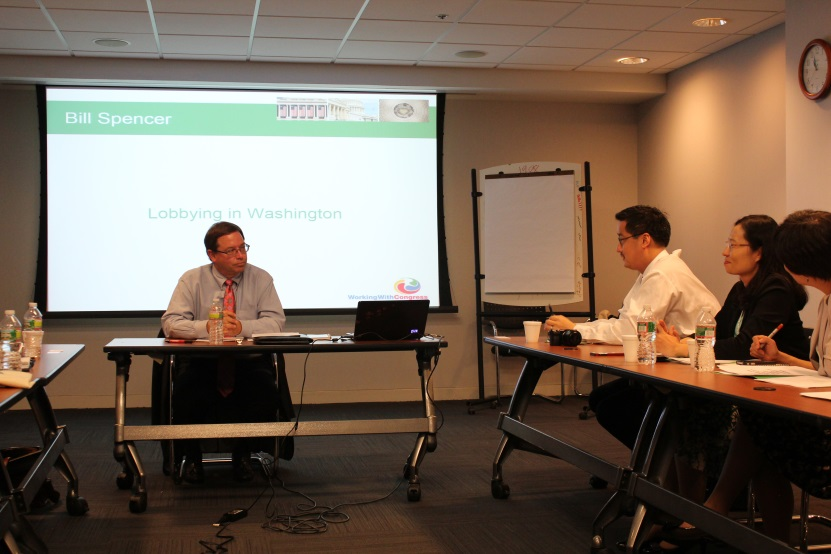 Bill Spencer
Lobbying in Washington
WorkingWithCongress